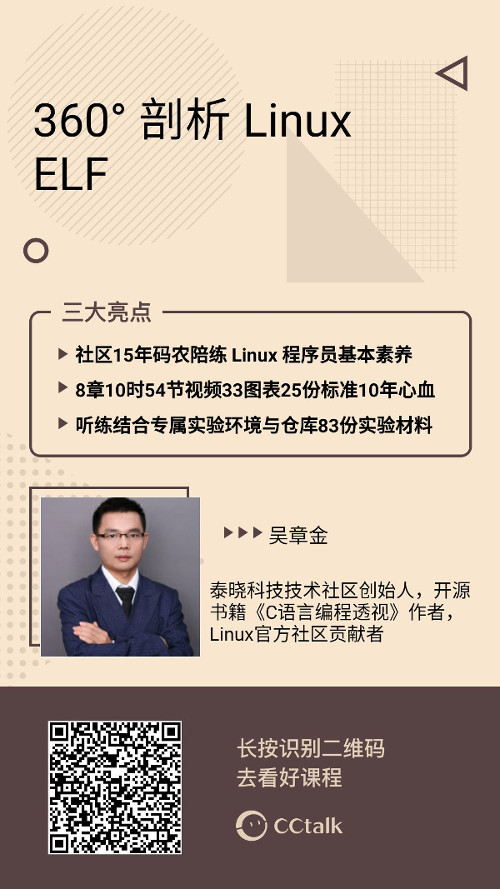 360° 剖析 Linux
ELF
三大亮点
社区15年码农陪练 Linux 程序员基本素养
8章10时54节视频33图表25份标准10年心血
听练结合专属实验环境与仓库83份实验材料
吴章金
泰晓科技技术社区创始人，开源
书籍《C语言编程透视》作者，
Linux官方社区贡献者
长按识别二维码
去看好课程
CCtalk